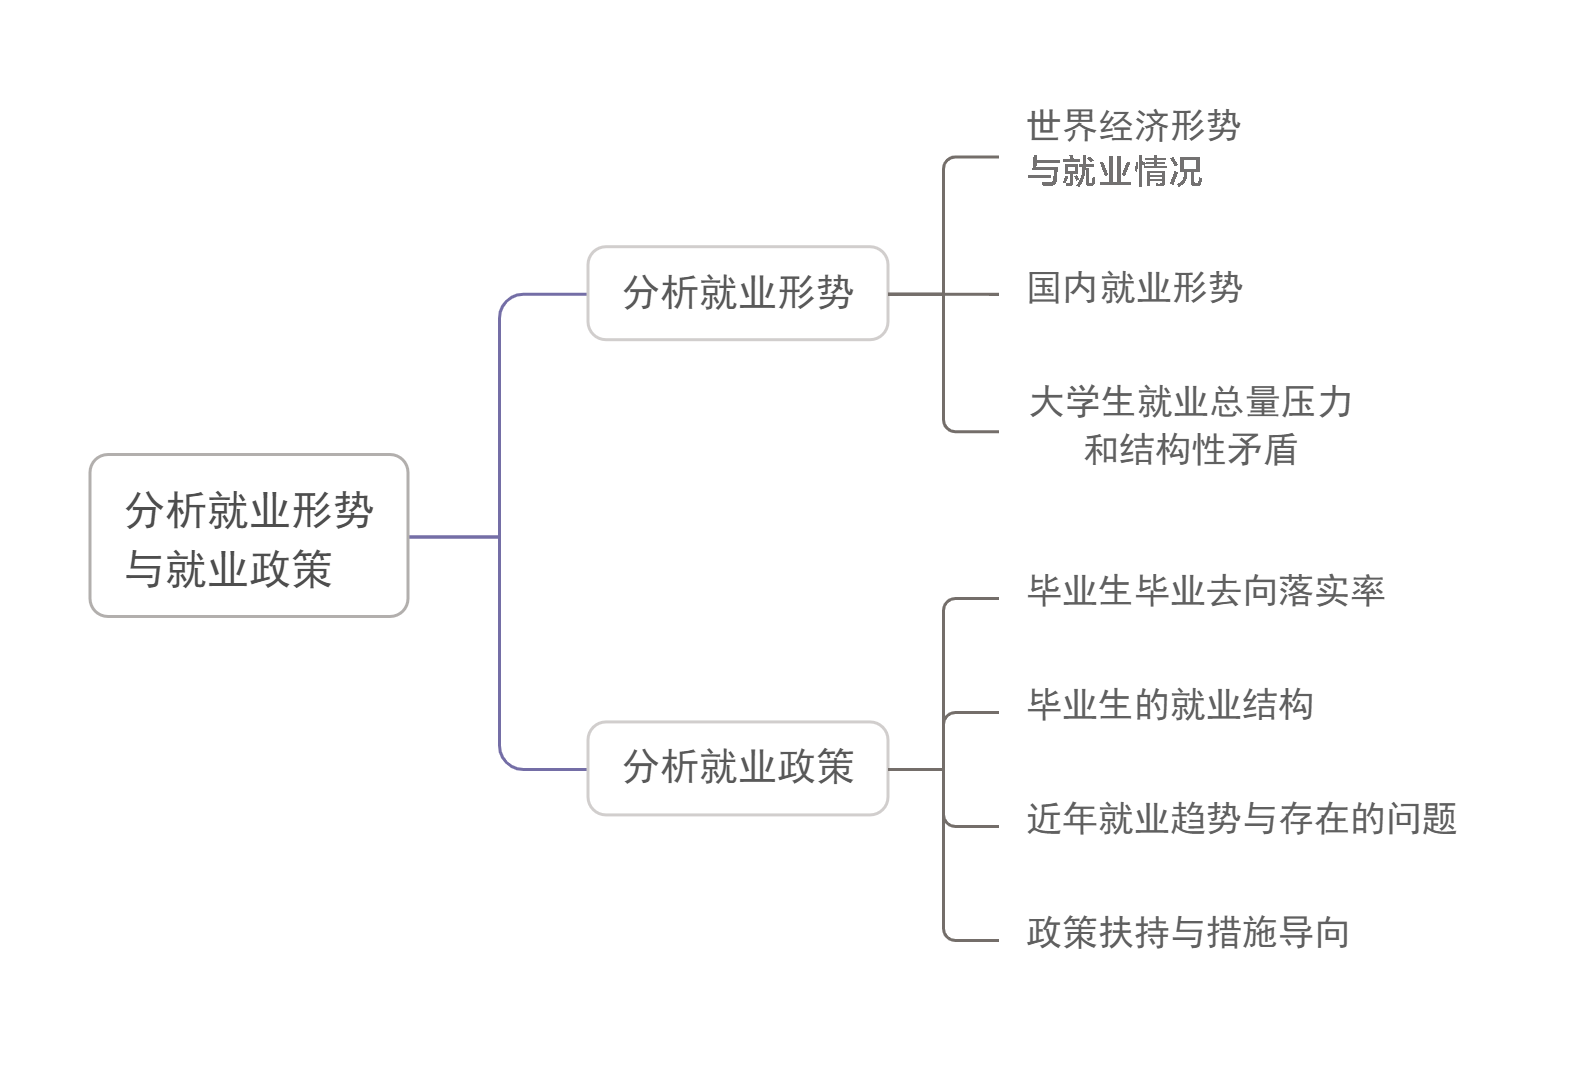 分析就业形势
与就业政策
分析就业形势
世界经济形势
与就业情况
国内就业形势
大学生就业总量压力
和结构性矛盾
分析就业政策
毕业生毕业去向落实率
毕业生的就业结构
近年就业趋势与存在的问题
政策扶持与措施导向